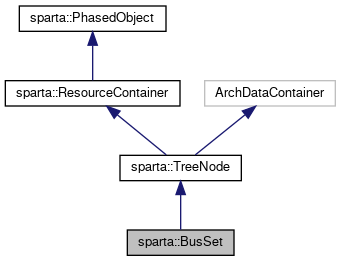 sparta::PhasedObject
sparta::ResourceContainer
ArchDataContainer
sparta::TreeNode
sparta::BusSet